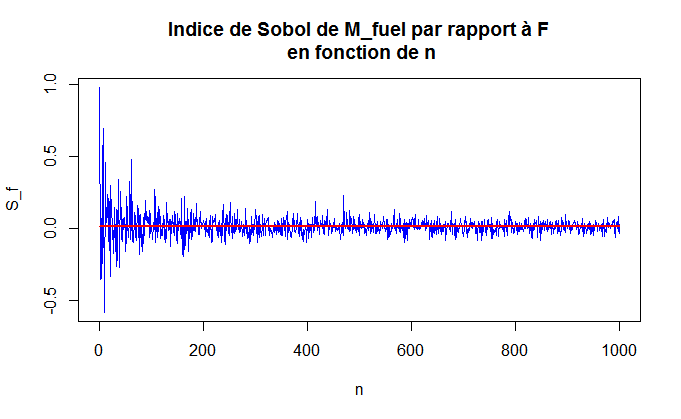 Indice de Sobol de M_fuel par rapport à F
en fonction de n
1.0
0.5
0.0
-0.5
S_f
0
200
400
600
800
1000
n